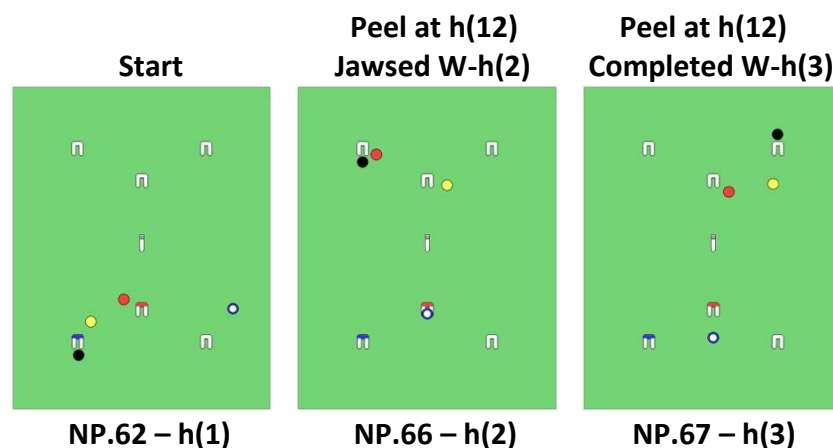 Start
Peel at h(12)
Jawsed W-h(2)
Peel at h(12)
Completed W-h(3)
NP.62 – h(1)
NP.66 – h(2)
NP.67 – h(3)